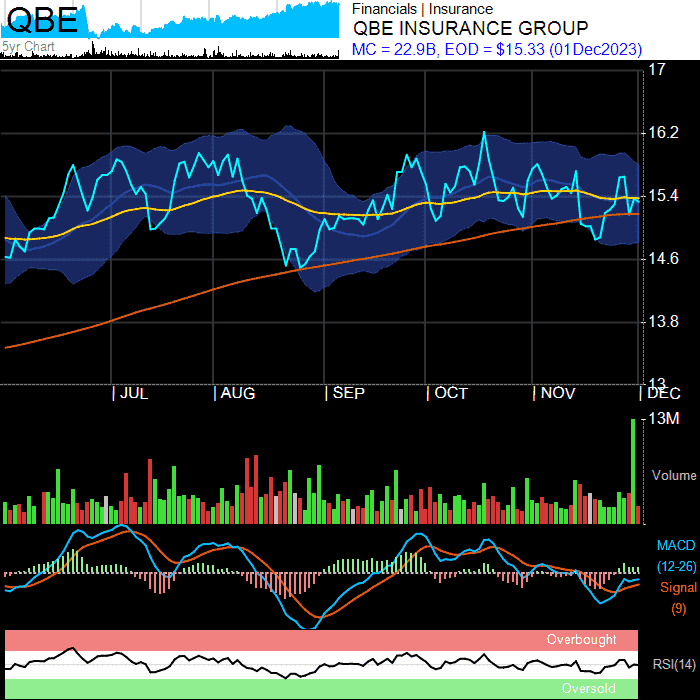 QBE
5yr Chart
Financials | Insurance
QBE INSURANCE GROUP
MC = 22.9B, EOD = $15.33 (01Dec2023)
17
16.2
15.4
14.6
13.8
13
JUL
AUG
SEP
OCT
NOV
DEC
13M
Volume
MACD
(12-26)
Signal
(9)
Overbought
RSI(14)
Oversold